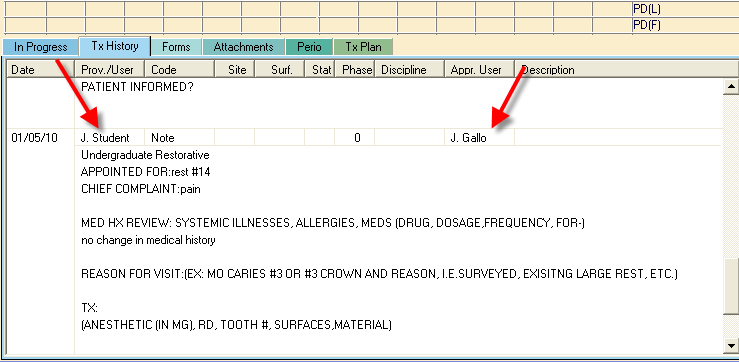 PD(L)
PD(F)
In Progress Tx History Forms Attachments Perio Tx Plan
Date Prov./User Code Site Surf. Stat Phase Discipline Appr. User Description
PATIENT INFORMED?
01/05/10 J. Student Note 0 J. Gallo
Undergraduate Restorative
APPOINTED FOR:rest #14
CHIEF COMPLAINT:pain
MED HX REVIEW: SYSTEMIC ILLNESSES, ALLERGIES, MEDS (DRUG, DOSAGE,FREQUENCY, FOR-)
no change in medical history
REASON FOR VISIT:(EX: MO CARIES #3 OR #3 CROWN AND REASON, I.E.SURVEYED, EXISITNG LARGE REST, ETC.)
TX:
(ANESTHETIC (IN MG), RD, TOOTH #, SURFACES,MATERIAL)